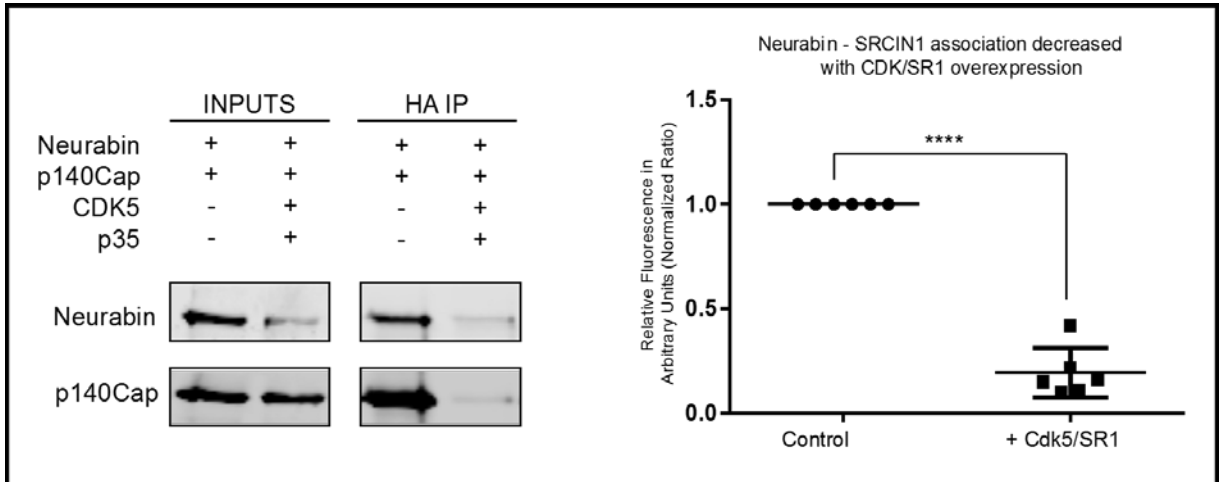 INPUTS HA IP
Neurabin + + + +
p140Cap + + + +
CDK5 - + - +
p35 - + - +
Neurabin
p140Cap
Neurabin - SRCIN1 association decreased
with CDK/SR1 overexpression
Relative Fluorescence in
Arbitrary Units (Normalized Ratio)
1.5
1.0
0.5
0.0
****
Control + Cdk5/SR1